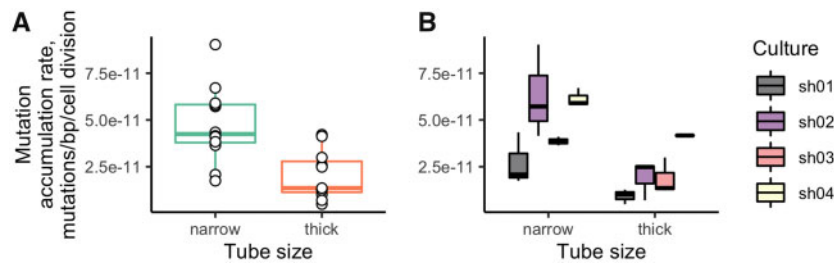 A
Mutation
accumulation rate,
mutations/bp/cell division
7.5e-11
5.0e-11
2.5e-11
narrow
thick
Tube size
B
7.5e-11
5.0e-11
2.5e-11
narrow
thick
Tube size
Culture
sh01
sh02
sh03
sh04